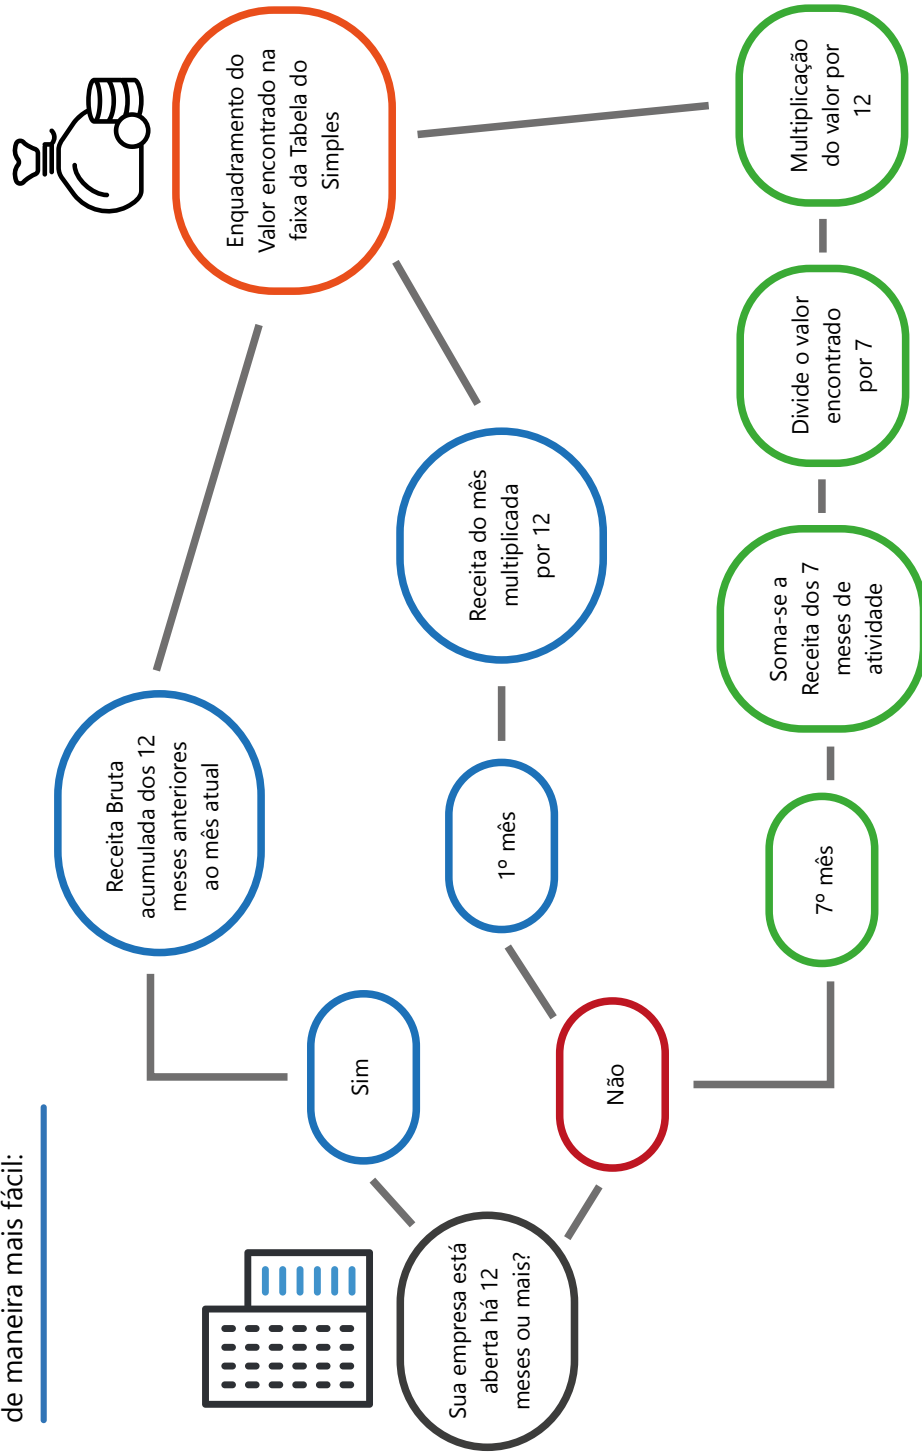 de maneira mais fácil:
Sua empresa está
aberta há 12
meses ou mais?
Sim
Receita Bruta
acumulada dos 12
meses anteriores
ao mês atual
Não
1º mês
Receita do mês
multiplicada
por 12
7º mês
Soma-se a
Receita dos 7
meses de
atividade
Divide o valor
encontrado
por 7
Multiplicação
do valor por
12
Enquadramento do
Valor encontrado na
faixa da Tabela do
Simples